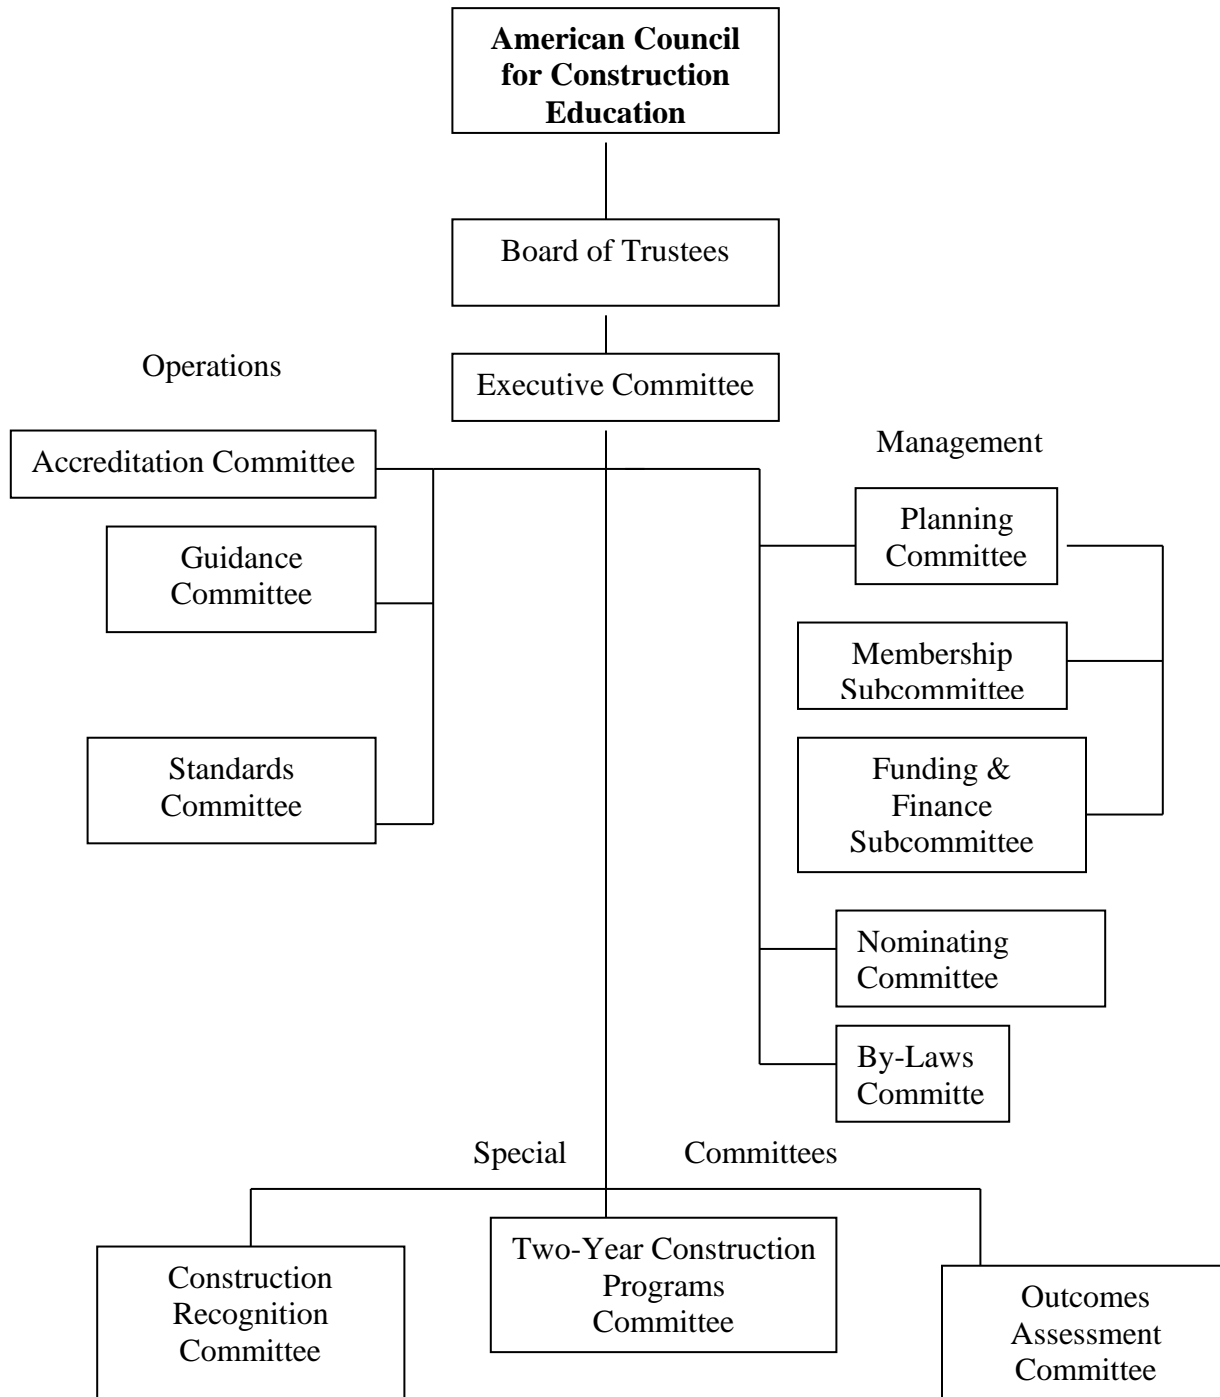 American Council
for Construction
Education
Board of Trustees
Operations
Executive Committee
Management
Accreditation Committee
Planning
Committee
Guidance
Committee
Membership
Subcommittee
Standards
Committee
Funding &
Finance
Subcommittee
Nominating
Committee
By-Laws
Committe
Special Committees
Construction
Recognition
Committee
Two-Year Construction
Programs
Committee
Outcomes
Assessment
Committee